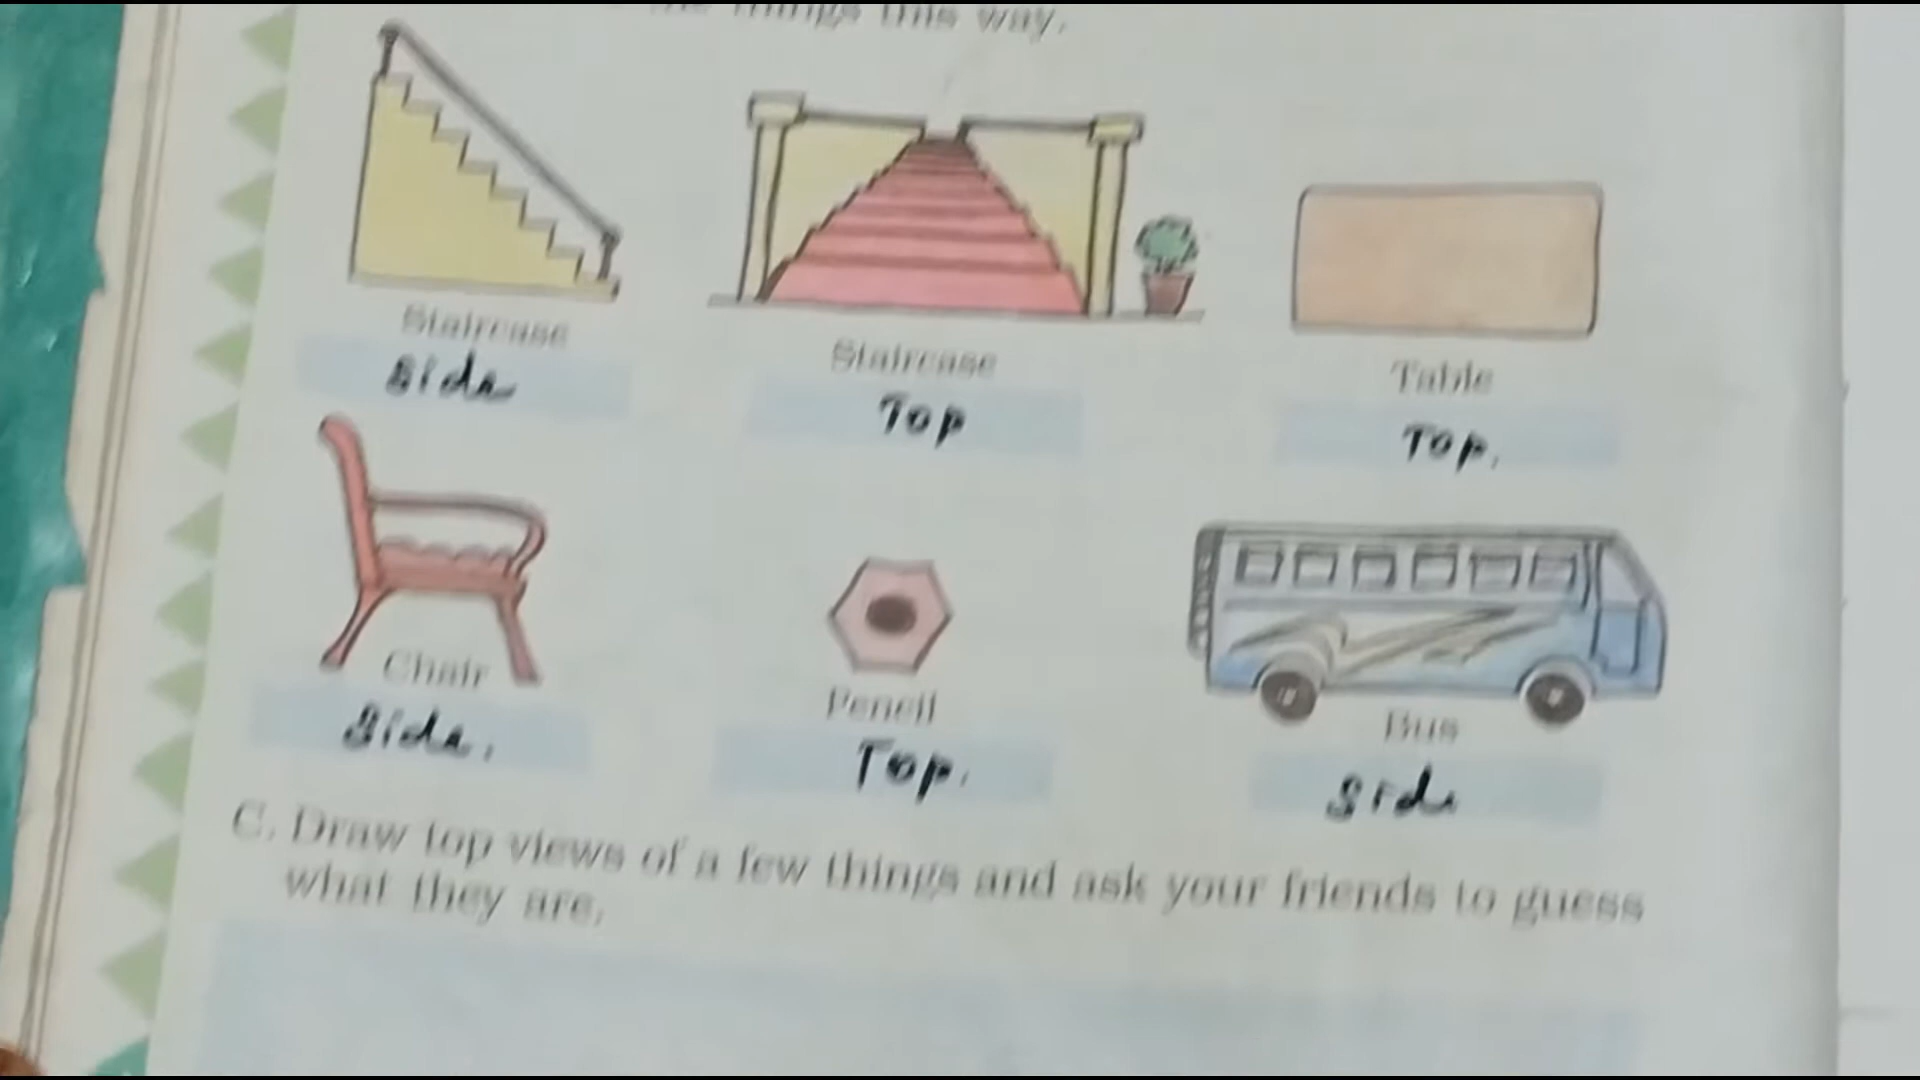 things this way.
Staircase
Side
Staircase
Top
Table
Top.
Chair
Side.
Pencil
Top.
Bus
Side
C. Draw top views of a few things and ask your friends to guess
what they are.